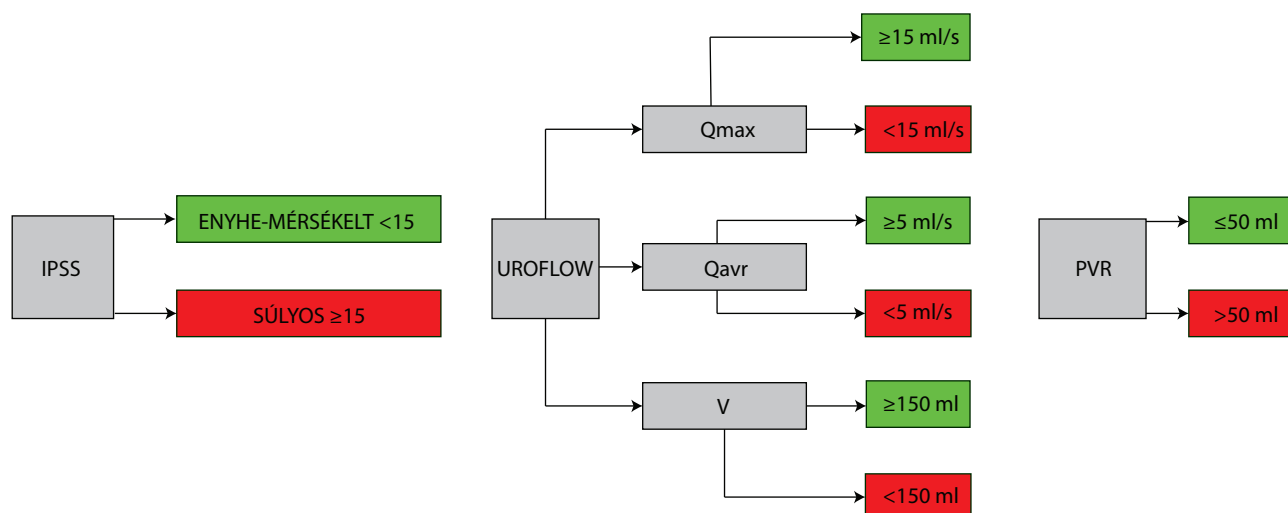 IPSS
ENYHE-MÉRSÉKELT <15
SÚLYOS ≥15
UROFLOW
Qmax
≥15 ml/s
<15 ml/s
Qavr
≥5 ml/s
<5 ml/s
V
≥150 ml
<150 ml
PVR
≤50 ml
>50 ml